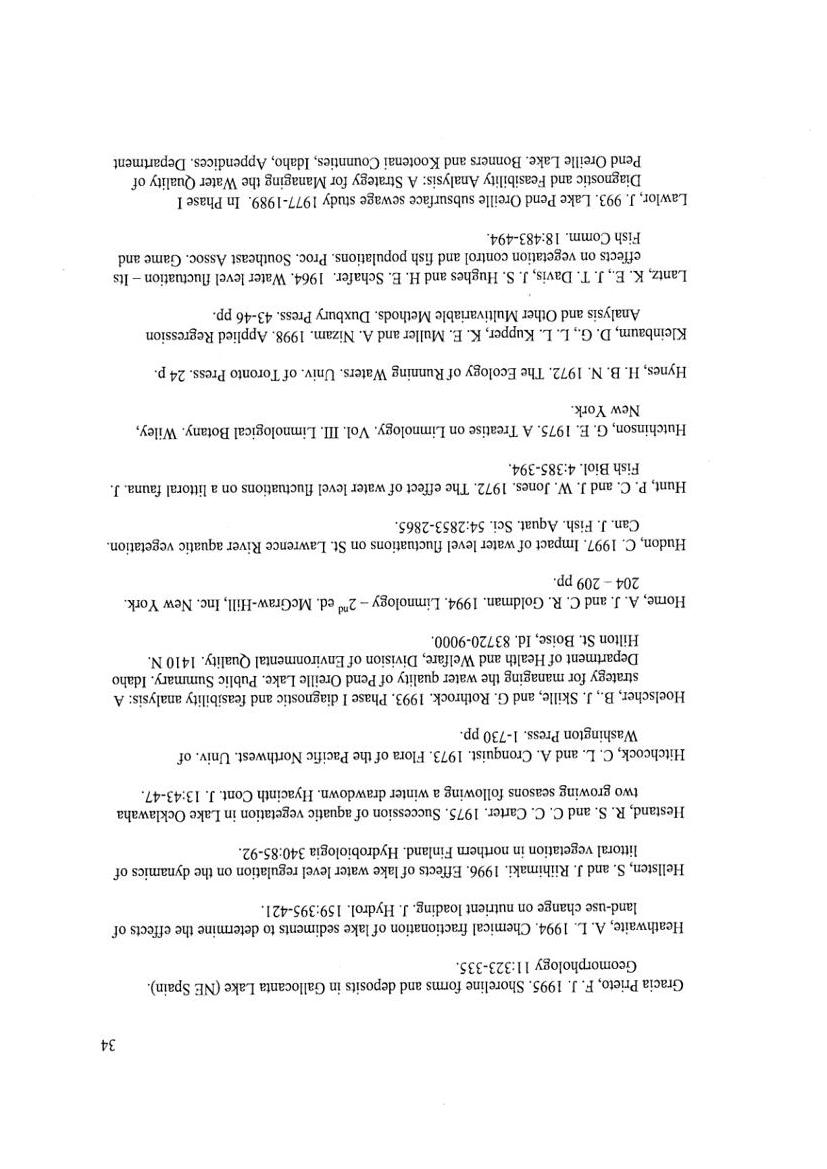 34
Gracia Prieto, F. J. 1995. Shoreline forms and deposits in Gallocanta Lake (NE Spain).
Geomorphology 11:323-335.
Heathwaite, A. L. 1994. Chemical fractionation of lake sediments to determine the effects of
land-use change on nutrient loading. J. Hydrol. 159:395-421.
Hellsten, S. and J. Riihimaki. 1996. Effects of lake water level regulation on the dynamics of
littoral vegetation in northern Finland. Hydrobiologia 340:85-92.
Hestand, R. S. and C. C. Carter. 1975. Succession of aquatic vegetation in Lake Ocklawaha
two growing seasons following a winter drawdown. Hyacinth Cont. J. 13:43-47.
Hitchcock, C. L. and A. Cronquist. 1973. Flora of the Pacific Northwest. Univ. of
Washington Press. 1-730 pp.
Hoelscher, B., J. Skille, and G. Rothrock. 1993. Phase I diagnostic and feasibility analysis: A
strategy for managing the water quality of Pend Oreille Lake. Public Summary. Idaho
Department of Health and Welfare, Division of Environmental Quality. 1410 N.
Hilton St. Boise, Id. 83720-9000.
Horne, A. J. and C. R. Goldman. 1994. Limnology – 2nd ed. McGraw-Hill, Inc. New York.
204 – 209 pp.
Hudon, C. 1997. Impact of water level fluctuations on St. Lawrence River aquatic vegetation.
Can. J. Fish. Aquat. Sci. 54:2853-2865.
Hunt, P. C. and J. W. Jones. 1972. The effect of water level fluctuations on a littoral fauna. J.
Fish Biol. 4:385-394.
Hutchinson, G. E. 1975. A Treatise on Limnology. Vol. III. Limnological Botany. Wiley,
New York.
Hynes, H. B. N. 1972. The Ecology of Running Waters. Univ. of Toronto Press. 24 p.
Kleinbaum, D. G., L. L. Kupper, K. E. Muller and A. Nizam. 1998. Applied Regression
Analysis and Other Multivariable Methods. Duxbury Press. 43-46 pp.
Lantz, K. E., J. T. Davis, J. S. Hughes and H. E. Schafer. 1964. Water level fluctuation – Its
effects on vegetation control and fish populations. Proc. Southeast Assoc. Game and
Fish Comm. 18:483-494.
Lawlor, J. 993. Lake Pend Oreille subsurface sewage study 1977-1989. In Phase I
Diagnostic and Feasibility Analysis: A Strategy for Managing the Water Quality of
Pend Oreille Lake. Bonners and Kootenai Counnties, Idaho, Appendices. Department